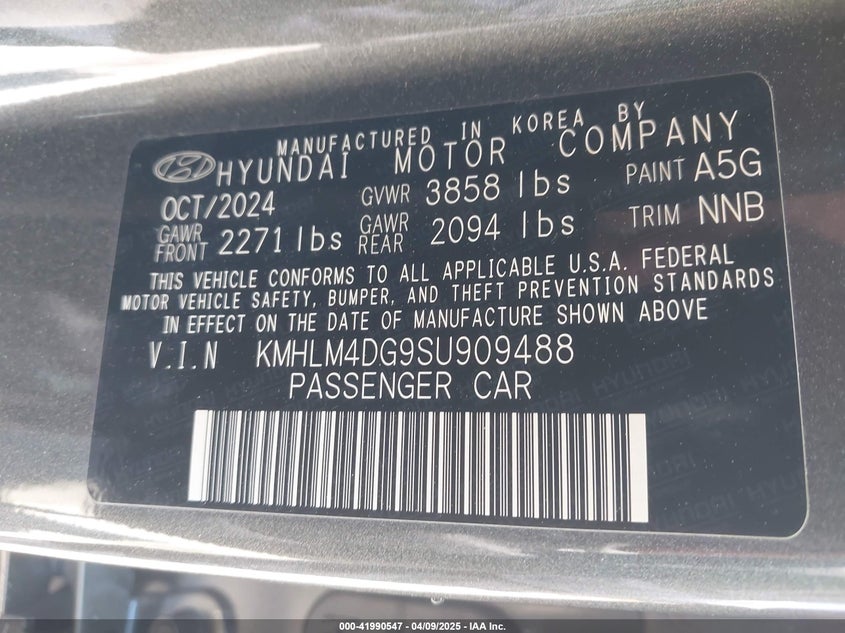 MANUFACTURED IN KOREA BY
HYUNDAI MOTOR COMPANY
OCT/2024 GVWR 3858 lbs PAINT A5G
GAWR FRONT 2271 lbs GAWR REAR 2094 lbs TRIM NNB
THIS VEHICLE CONFORMS TO ALL APPLICABLE U.S.A. FEDERAL
MOTOR VEHICLE SAFETY, BUMPER, AND THEFT PREVENTION STANDARDS
IN EFFECT ON THE DATE OF MANUFACTURE SHOWN ABOVE
V.I.N KMHLM4DG9SU909488
PASSENGER CAR
000-41990547 - 04/09/2025 - IAA Inc.